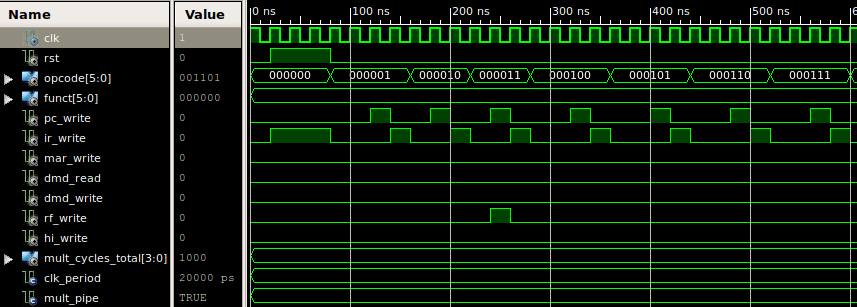 Name Value 0 ns 100 ns 200 ns 300 ns 400 ns 500 ns 6
clk 1
rst 0
opcode[5:0] 001101 000000 000001 000010 000011 000100 000101 000110 000111
funct[5:0] 000000
pc_write 0
ir_write 0
mar_write 0
dmd_read 0
dmd_write 0
rf_write 0
hi_write 0
mult_cycles_total[3:0] 1000
clk_period 20000 ps
mult_pipe TRUE